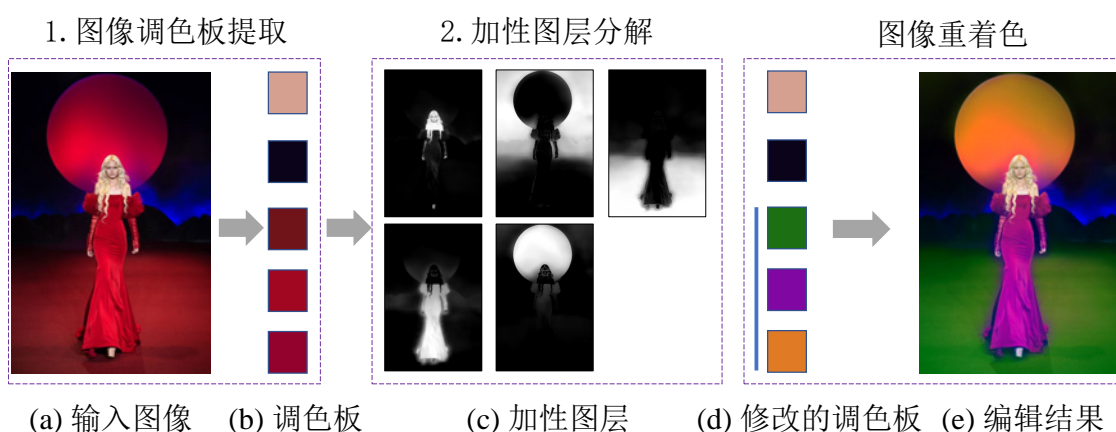 1.图像调色板提取
2.加性图层分解
图像重着色
(a) 输入图像
(b) 调色板
(c) 加性图层
(d) 修改的调色板
(e) 编辑结果